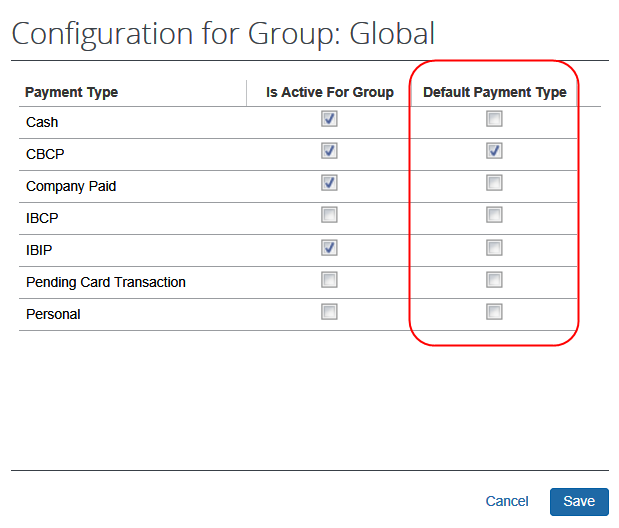 Configuration for Group: Global
Payment Type Is Active For Group Default Payment Type
Cash
CBCP
Company Paid
IBCP
IBIP
Pending Card Transaction
Personal
Cancel Save